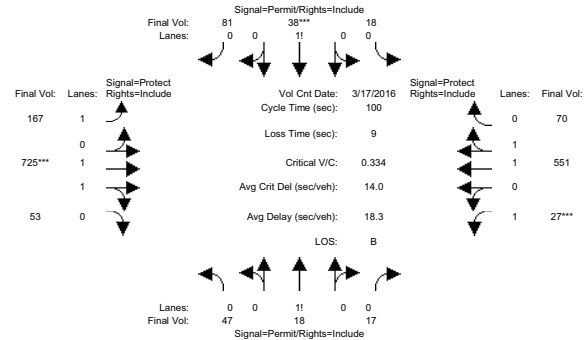 Signal=Permit/Rights=Include
Final Vol: 81 38*** 18
Lanes: 0 0 1! 0 0
Signal=Protect
Final Vol: Lanes: Rights=Include
Vol Cnt Date: 3/17/2016
Signal=Protect
Rights=Include Lanes: Final Vol:
Cycle Time (sec): 100
167 1
0 70
Loss Time (sec): 9
0
1
725*** 1
Critical V/C: 0.334
1 551
1
Avg Crit Del (sec/veh): 14.0
0
53 0
Avg Delay (sec/veh): 18.3
1 27***
LOS: B
Lanes: 0 0 1! 0 0
Final Vol: 47 18 17
Signal=Permit/Rights=Include